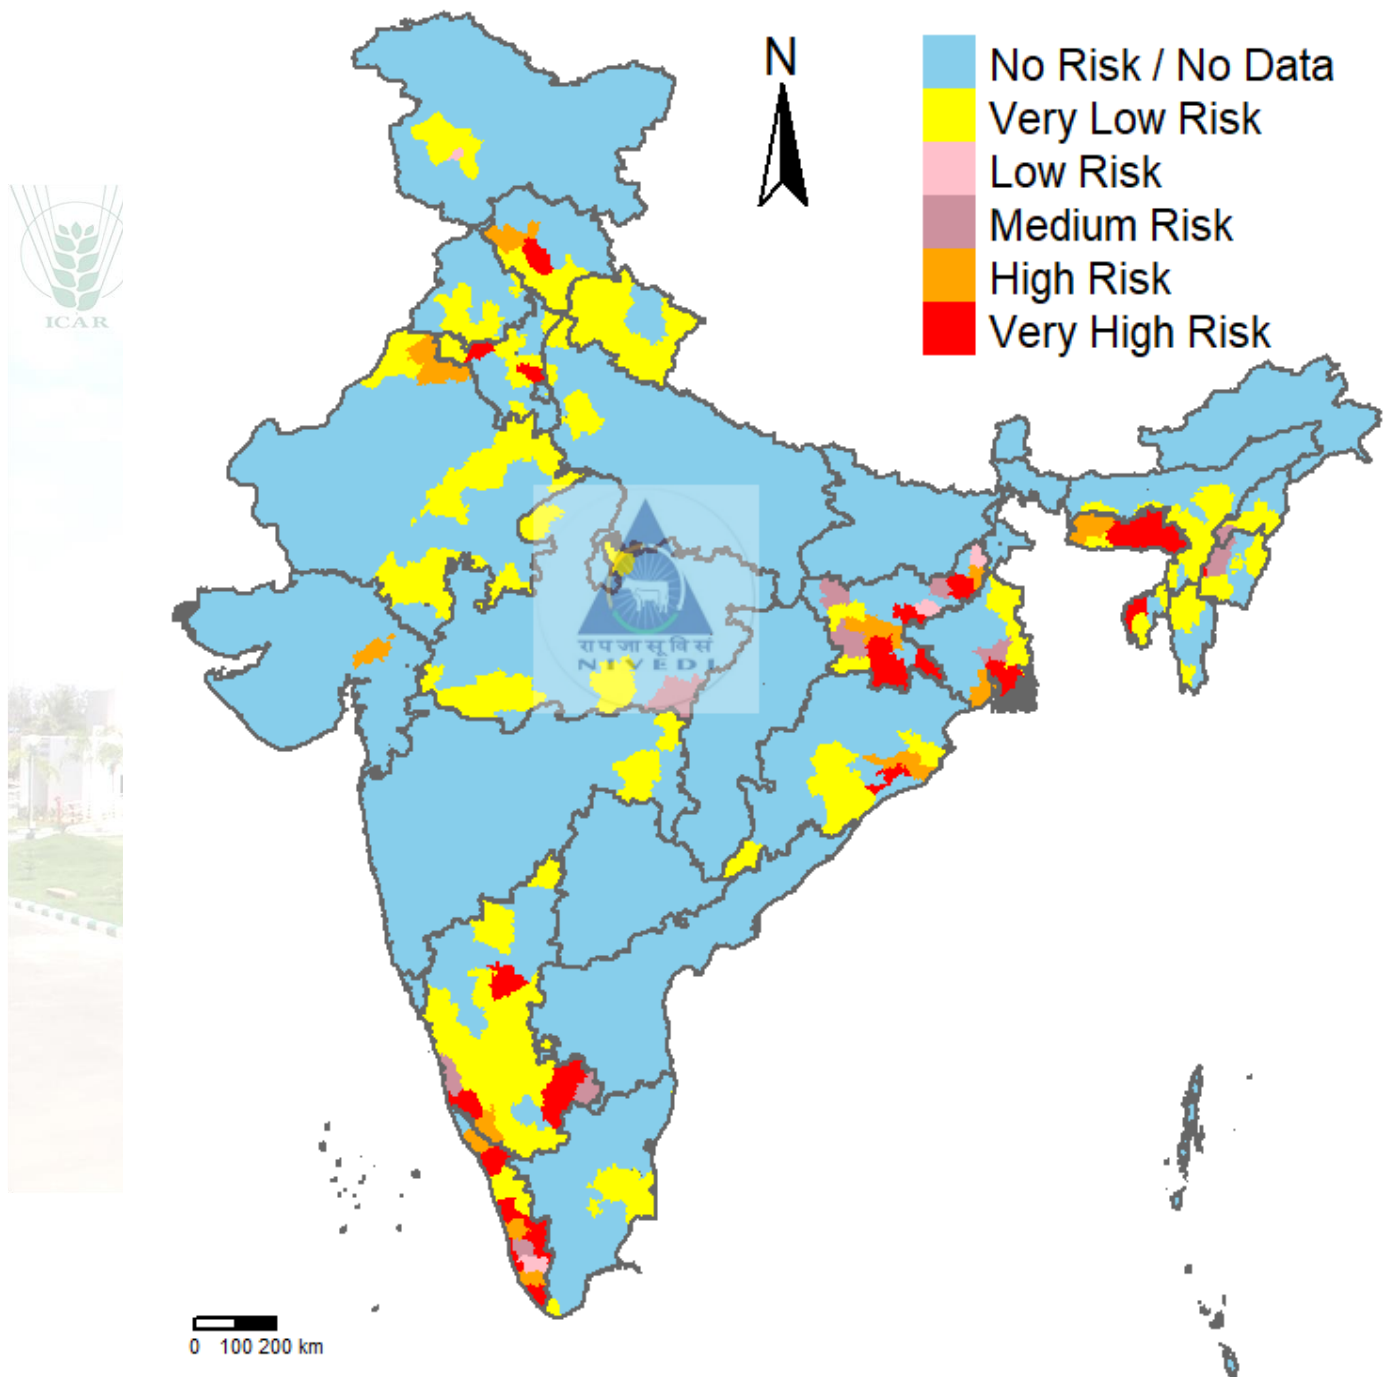 N
No Risk / No Data
Very Low Risk
Low Risk
Medium Risk
High Risk
Very High Risk
ICAR
रा प जा सू वि सं
NIVEDI
0 100 200 km